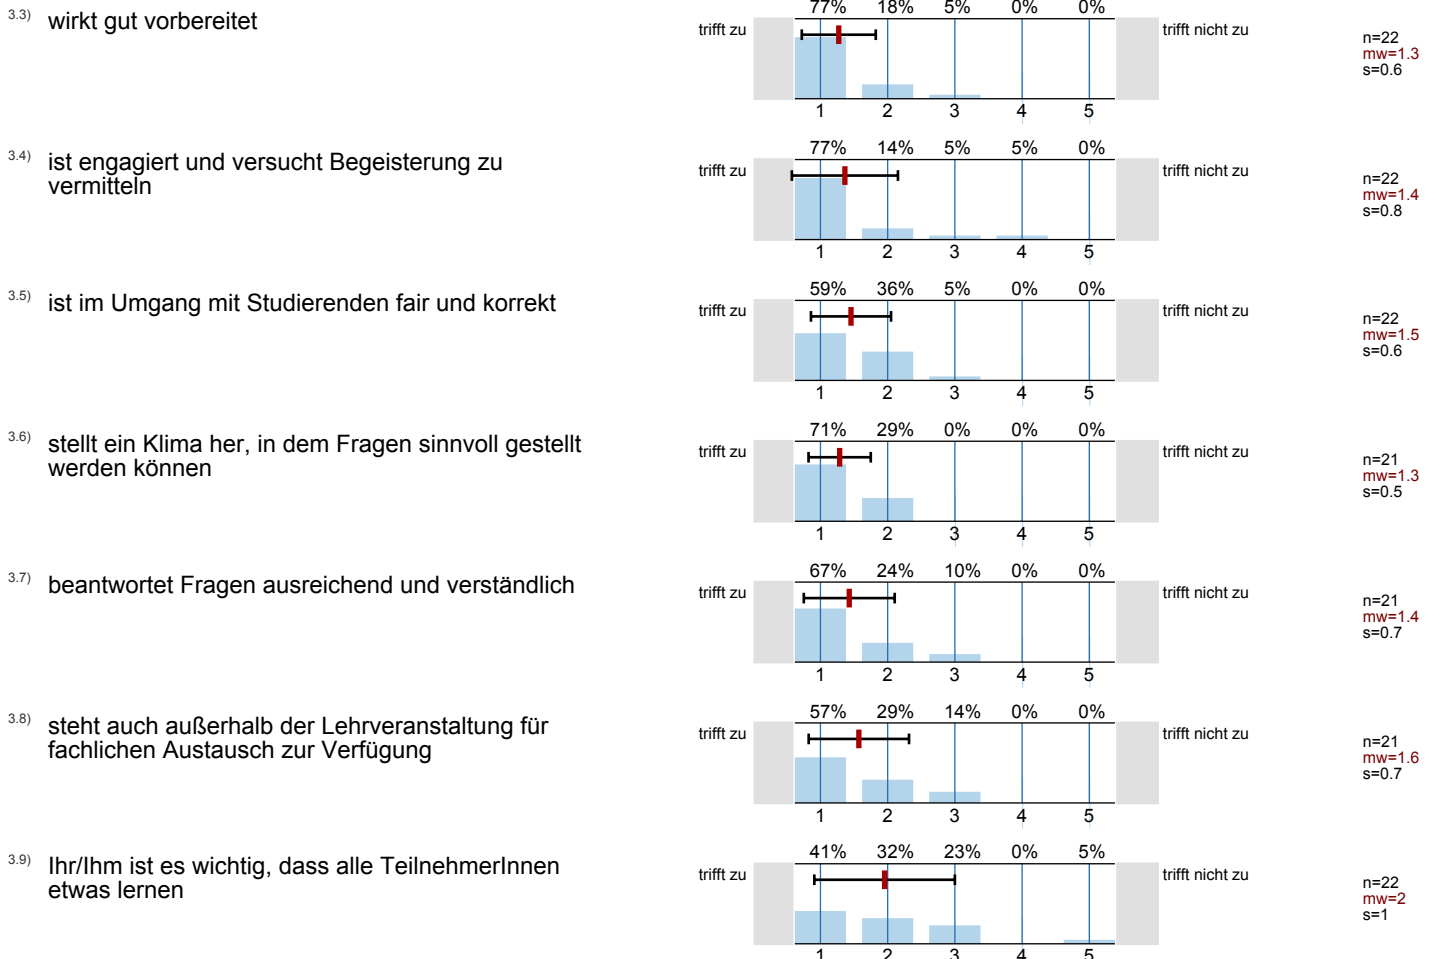 3.3) wirkt gut vorbereitet
77% 18% 5% 0% 0%
trifft zu trifft nicht zu
n=22
mw=1.3
s=0.6
1 2 3 4 5
3.4) ist engagiert und versucht Begeisterung zu
vermitteln
77% 14% 5% 5% 0%
trifft zu trifft nicht zu
n=22
mw=1.4
s=0.8
1 2 3 4 5
3.5) ist im Umgang mit Studierenden fair und korrekt
59% 36% 5% 0% 0%
trifft zu trifft nicht zu
n=22
mw=1.5
s=0.6
1 2 3 4 5
3.6) stellt ein Klima her, in dem Fragen sinnvoll gestellt
werden können
71% 29% 0% 0% 0%
trifft zu trifft nicht zu
n=21
mw=1.3
s=0.5
1 2 3 4 5
3.7) beantwortet Fragen ausreichend und verständlich
67% 24% 10% 0% 0%
trifft zu trifft nicht zu
n=21
mw=1.4
s=0.7
1 2 3 4 5
3.8) steht auch außerhalb der Lehrveranstaltung für
fachlichen Austausch zur Verfügung
57% 29% 14% 0% 0%
trifft zu trifft nicht zu
n=21
mw=1.6
s=0.7
1 2 3 4 5
3.9) Ihr/Ihm ist es wichtig, dass alle TeilnehmerInnen
etwas lernen
41% 32% 23% 0% 5%
trifft zu trifft nicht zu
n=22
mw=2
s=1
1 2 3 4 5